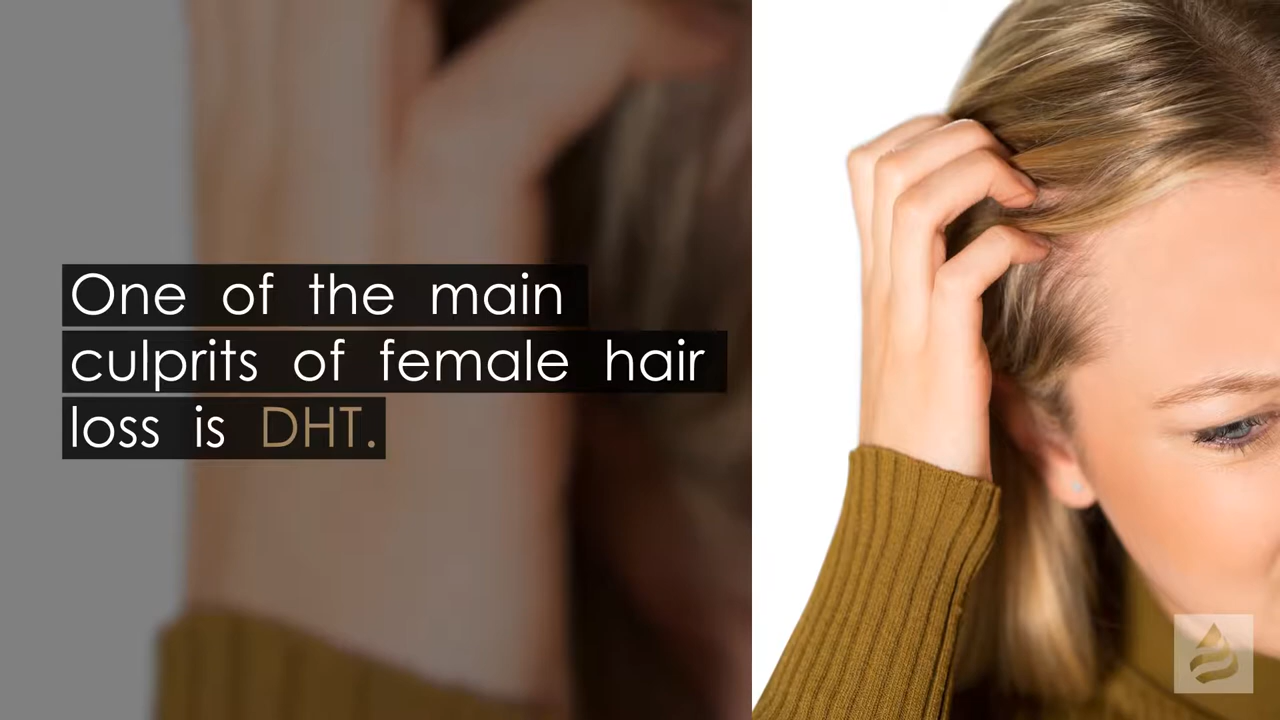 One of the main
culprits of female hair
loss is DHT.